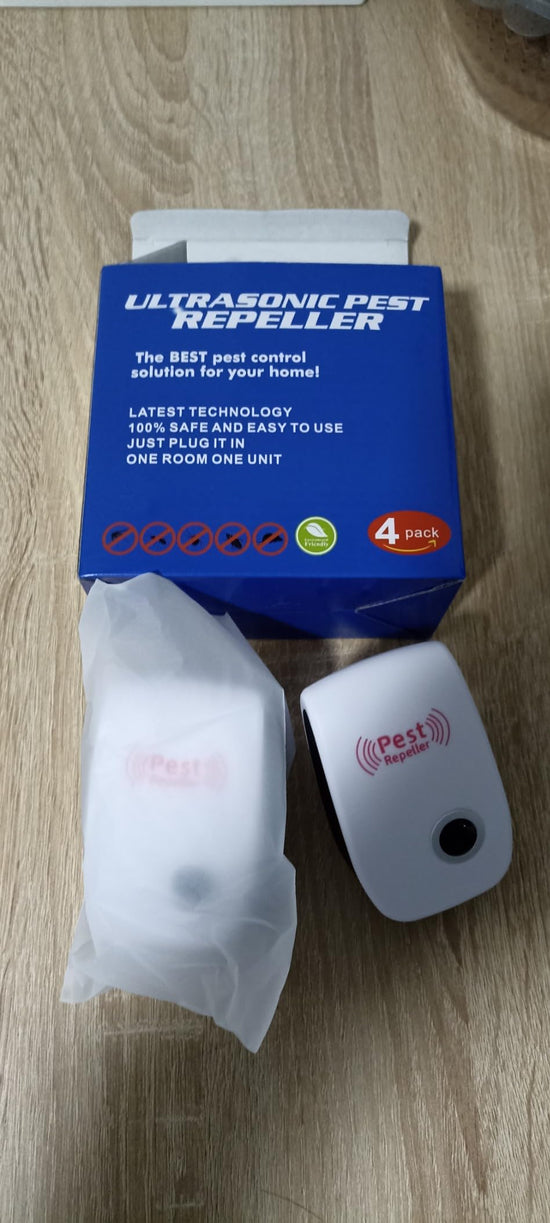 ULTRASONIC PEST
REPELLER
The BEST pest control
solution for your home!
LATEST TECHNOLOGY
100% SAFE AND EASY TO USE
JUST PLUG IT IN
ONE ROOM ONE UNIT
Friendly
4 pack
Pest
Repeller
Pest
Repeller